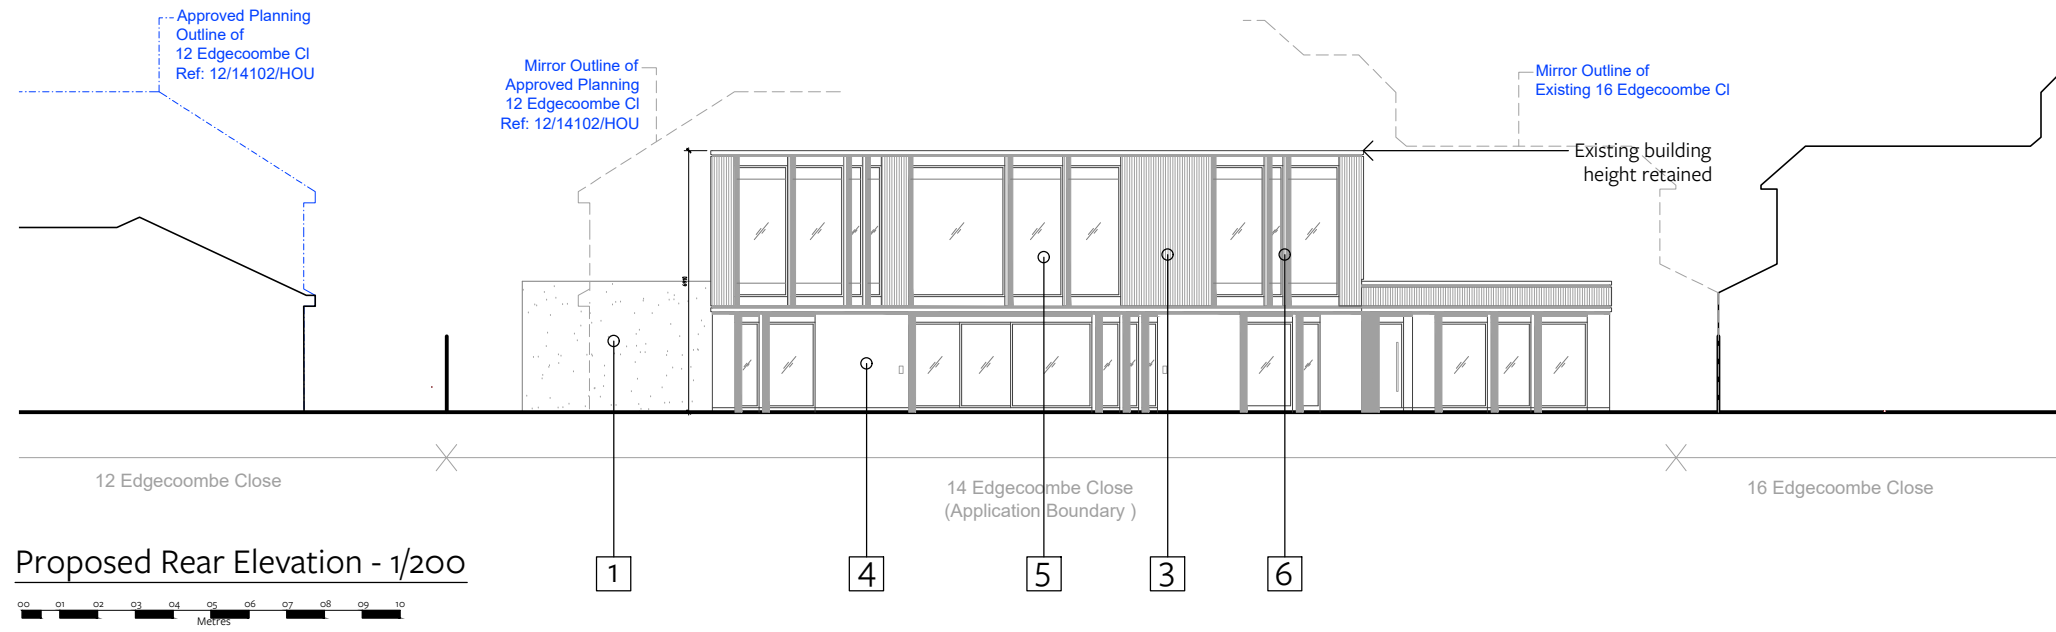 Approved Planning
Outline of
12 Edgecoombe Cl
Ref: 12/14102/HOU
Mirror Outline of
Approved Planning
12 Edgecoombe Cl
Ref: 12/14102/HOU
Mirror Outline of
Existing 16 Edgecoombe Cl
Existing building
height retained
12 Edgecoombe Close
14 Edgecoombe Close
(Application Boundary )
16 Edgecoombe Close
1
4
5
3
6
Proposed Rear Elevation - 1/200
00 01 02 03 04 05 06 07 08 09 10
Metres